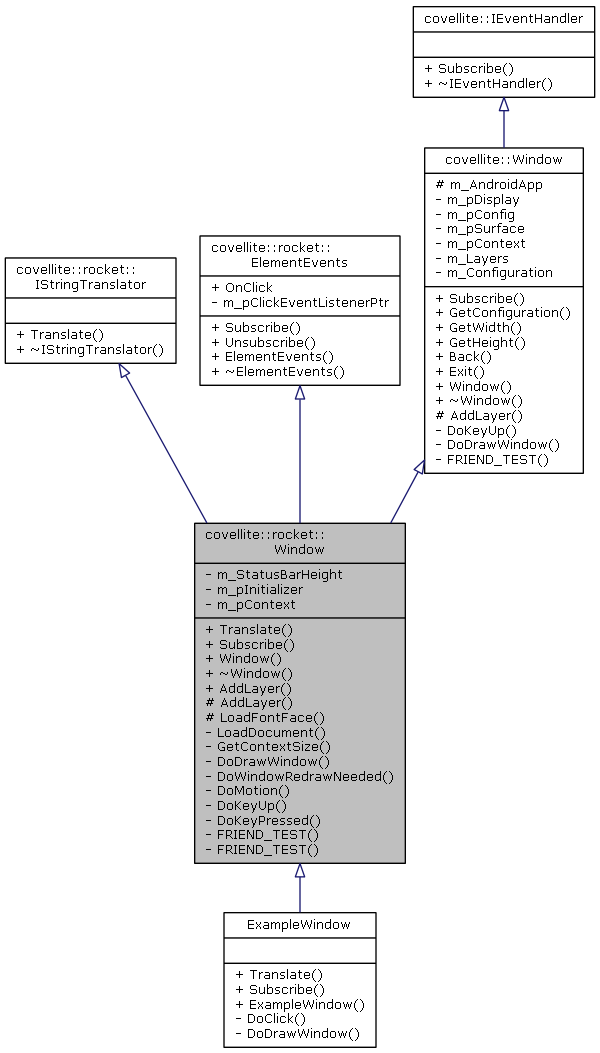 covellite::IEventHandler
+ Subscribe()
+ ~IEventHandler()
covellite::Window
# m_AndroidApp
- m_pDisplay
- m_pConfig
- m_pSurface
- m_pContext
- m_Layers
- m_Configuration
+ Subscribe()
+ GetConfiguration()
+ GetWidth()
+ GetHeight()
+ Back()
+ Exit()
+ Window()
+ ~Window()
# AddLayer()
- DoKeyUp()
- DoDrawWindow()
- FRIEND_TEST()
covellite::rocket::
ElementEvents
+ OnClick
- m_pClickEventListenerPtr
+ Subscribe()
+ Unsubscribe()
+ ElementEvents()
+ ~ElementEvents()
covellite::rocket::
IStringTranslator
+ Translate()
+ ~IStringTranslator()
covellite::rocket::
Window
- m_StatusBarHeight
- m_pInitializer
- m_pContext
+ Translate()
+ Subscribe()
+ Window()
+ ~Window()
+ AddLayer()
# AddLayer()
# LoadFontFace()
- LoadDocument()
- GetContextSize()
- DoDrawWindow()
- DoWindowRedrawNeeded()
- DoMotion()
- DoKeyUp()
- DoKeyPressed()
- FRIEND_TEST()
- FRIEND_TEST()
ExampleWindow
+ Translate()
+ Subscribe()
+ ExampleWindow()
- DoClick()
- DoDrawWindow()